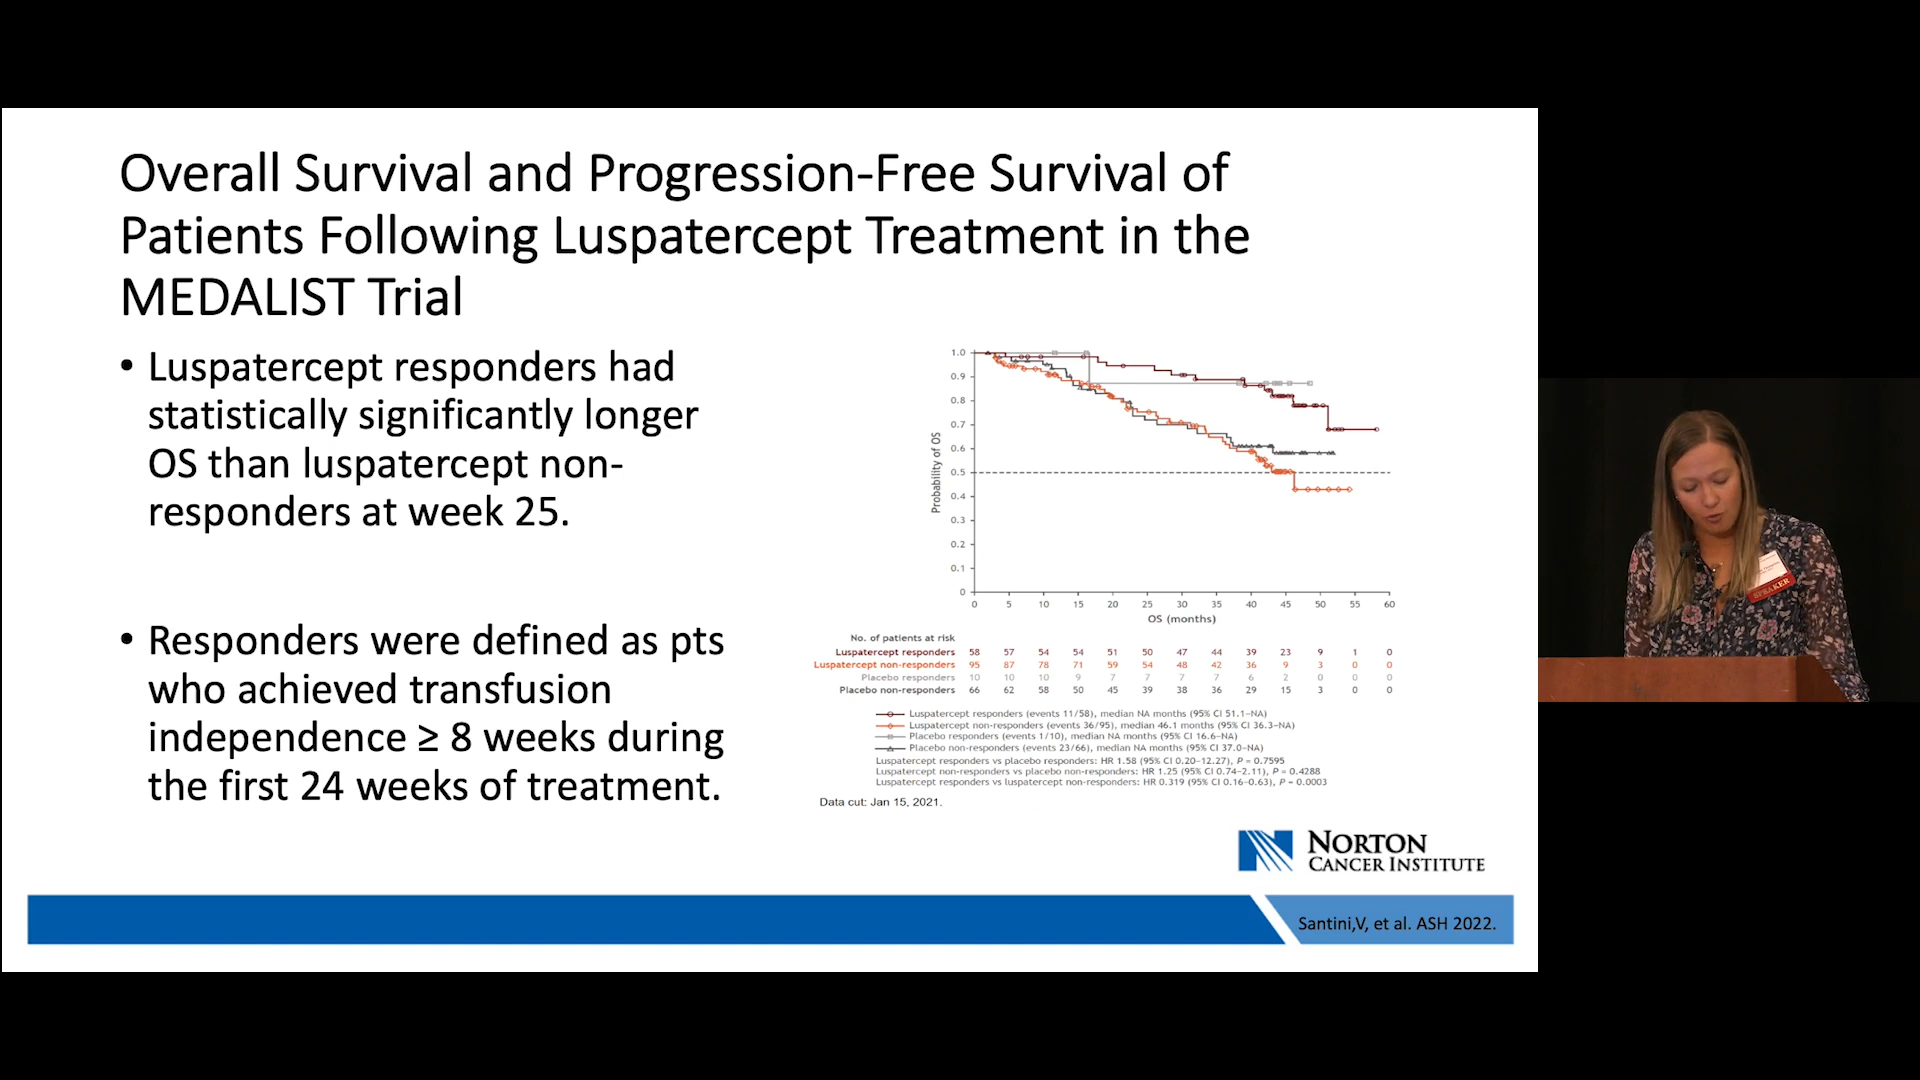 Overall Survival and Progression-Free Survival of
Patients Following Luspatercept Treatment in the
MEDALIST Trial
• Luspatercept responders had
statistically significantly longer
OS than luspatercept non-
responders at week 25.
• Responders were defined as pts
who achieved transfusion
independence ≥ 8 weeks during
the first 24 weeks of treatment.
Probability of OS
1.0
0.9
0.8
0.7
0.6
0.5
0.4
0.3
0.2
0.1
0
0 5 10 15 20 25 30 35 40 45 50 55 60
OS (months)
No. of patients at risk
Luspatercept responders 58 57 54 54 51 50 47 44 39 23 9 1 0
Luspatercept non-responders 95 87 78 71 59 54 48 42 36 9 3 0 0
Placebo responders 10 10 10 9 7 7 7 7 6 2 0 0 0
Placebo non-responders 66 62 58 50 45 39 38 36 29 15 3 0 0
Luspatercept responders (events 11/58), median NA months (95% CI 51.1–NA)
Luspatercept non-responders (events 36/95), median 46.1 months (95% CI 36.3–NA)
Placebo responders (events 1/10), median NA months (95% CI 16.6–NA)
Placebo non-responders (events 23/66), median NA months (95% CI 37.0–NA)
Luspatercept responders vs placebo responders: HR 1.58 (95% CI 0.20–12.27), P = 0.7595
Luspatercept non-responders vs placebo non-responders: HR 1.25 (95% CI 0.74–2.11), P = 0.4288
Luspatercept responders vs luspatercept non-responders: HR 0.319 (95% CI 0.16–0.63), P = 0.0003
Data cut: Jan 15, 2021.
NORTON
CANCER INSTITUTE
Santini,V, et al. ASH 2022.
SPEAKER